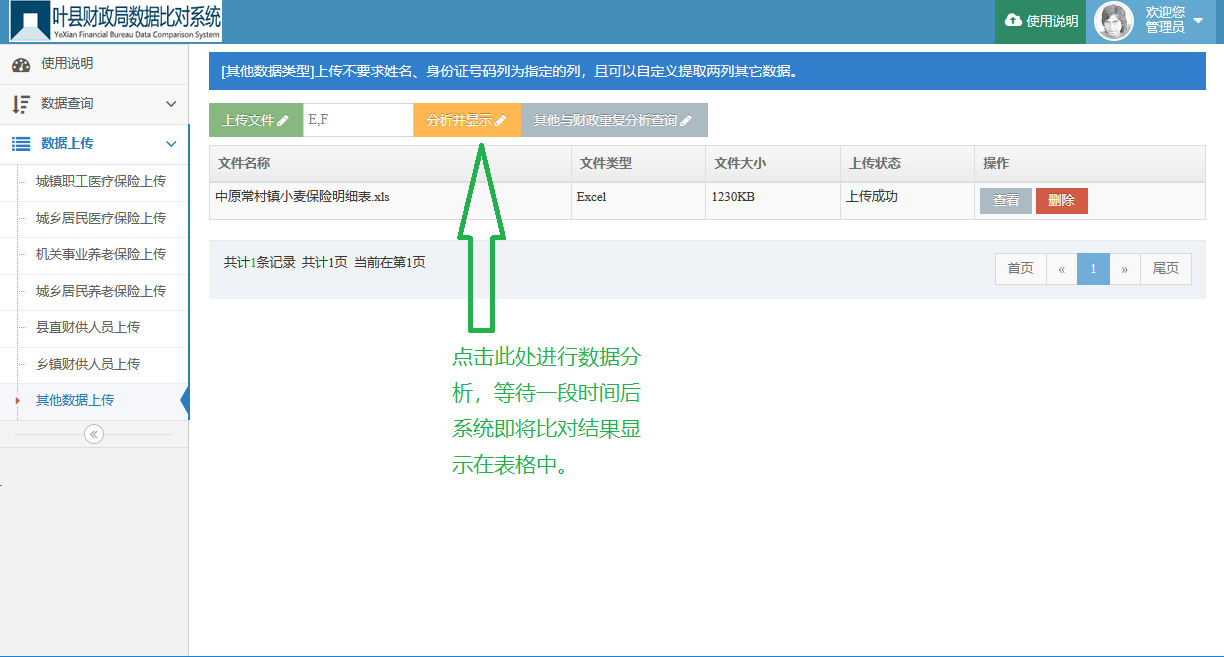 叶县财政局数据比对系统
YeXian Financial Bureau Data Comparison System
使用说明
欢迎您
管理员
使用说明
数据查询
数据上传
城镇职工医疗保险上传
城乡居民医疗保险上传
机关事业养老保险上传
城乡居民养老保险上传
县直财供人员上传
乡镇财供人员上传
其他数据上传
[其他数据类型]上传不要求姓名、身份证号码列为指定的列，且可以自定义提取两列其它数据。
上传文件 E,F 分析并显示 其他与财政重复分析查询
文件名称 文件类型 文件大小 上传状态 操作
中原常村镇小麦保险明细表.xls Excel 1230KB 上传成功 查看 删除
共计1条记录 共计1页 当前在第1页
首页 « 1 » 尾页
点击此处进行数据分
析，等待一段时间后
系统即将比对结果显
示在表格中。